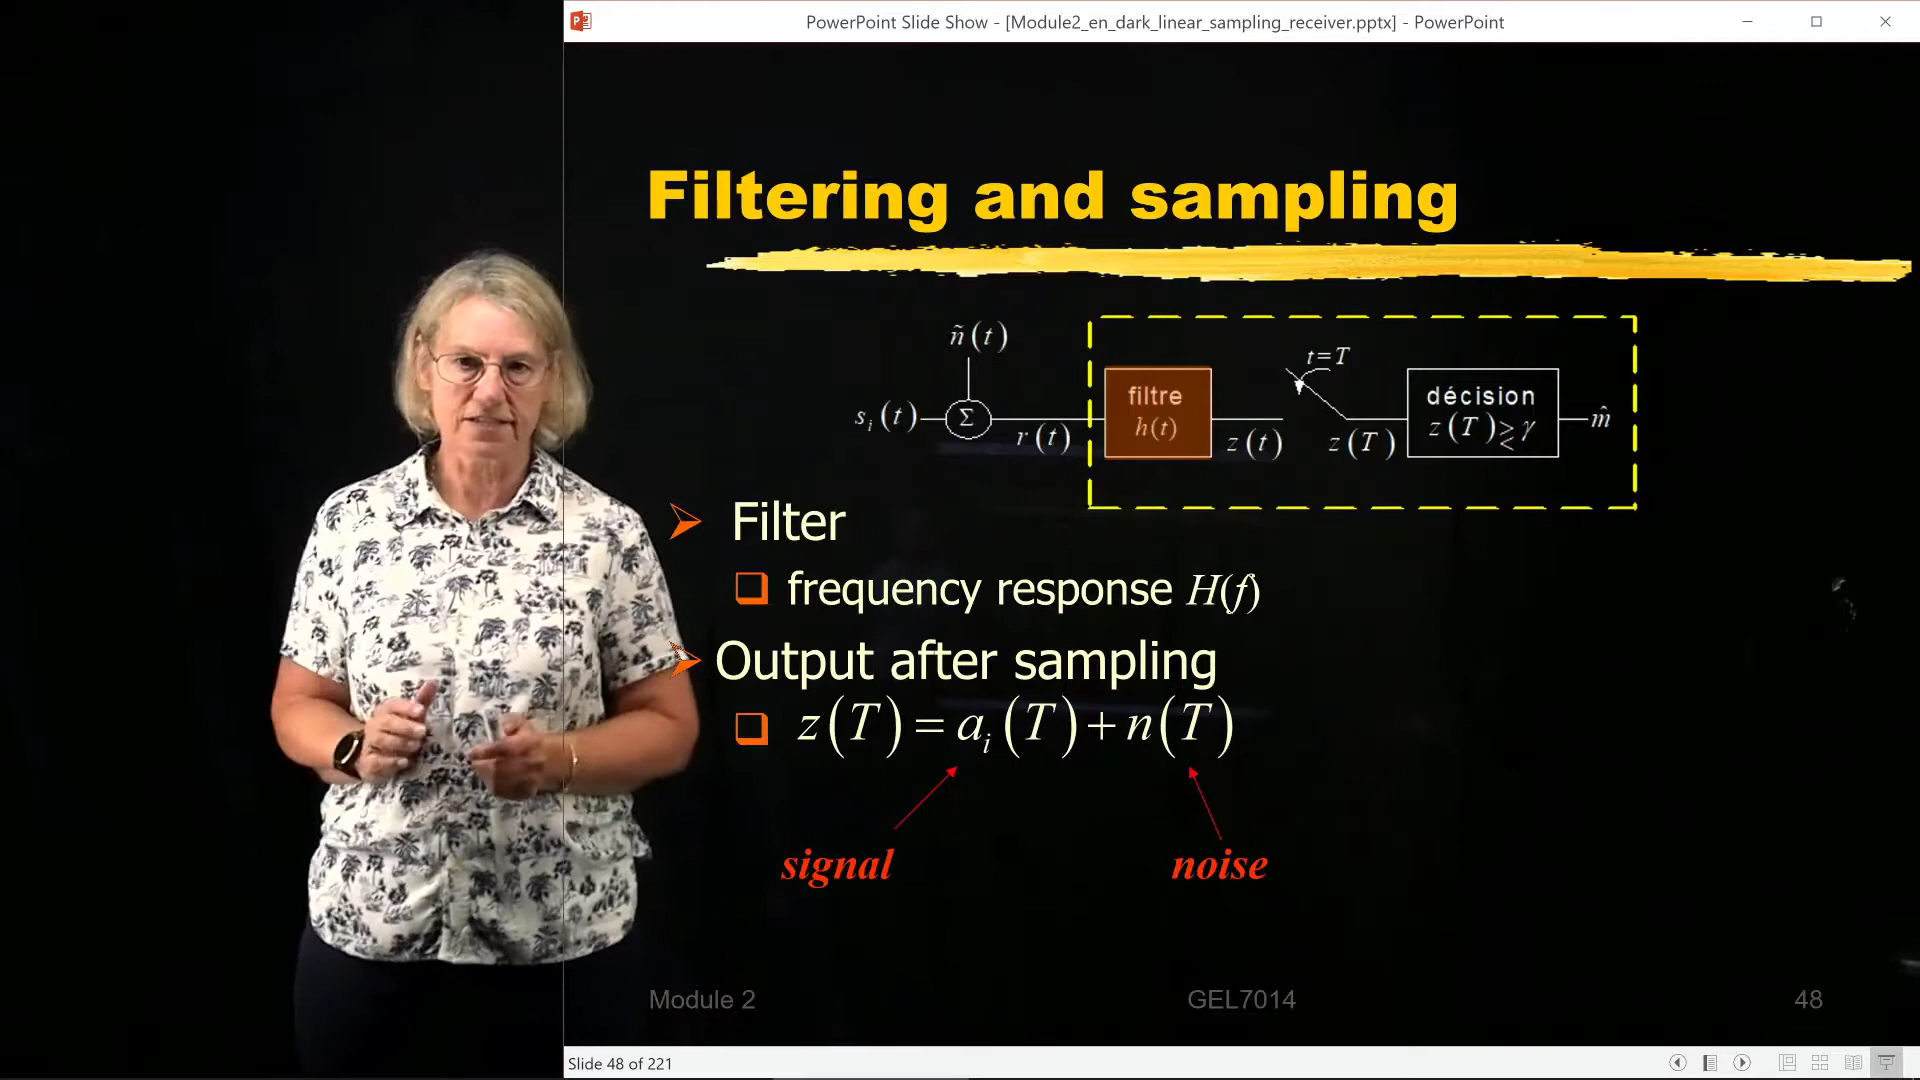 PowerPoint Slide Show - [Module2_en_dark_linear_sampling_receiver.pptx] - PowerPoint
Filtering and sampling
ñ(t)
t=T
s_i(t)
Σ
r(t)
filtre
h(t)
z(t)
z(T)
décision
z(T)≷γ
m̂
Filter
frequency response H(f)
Output after sampling
z(T)=a_i(T)+n(T)
signal
noise
Module 2
GEL7014
48
Slide 48 of 221